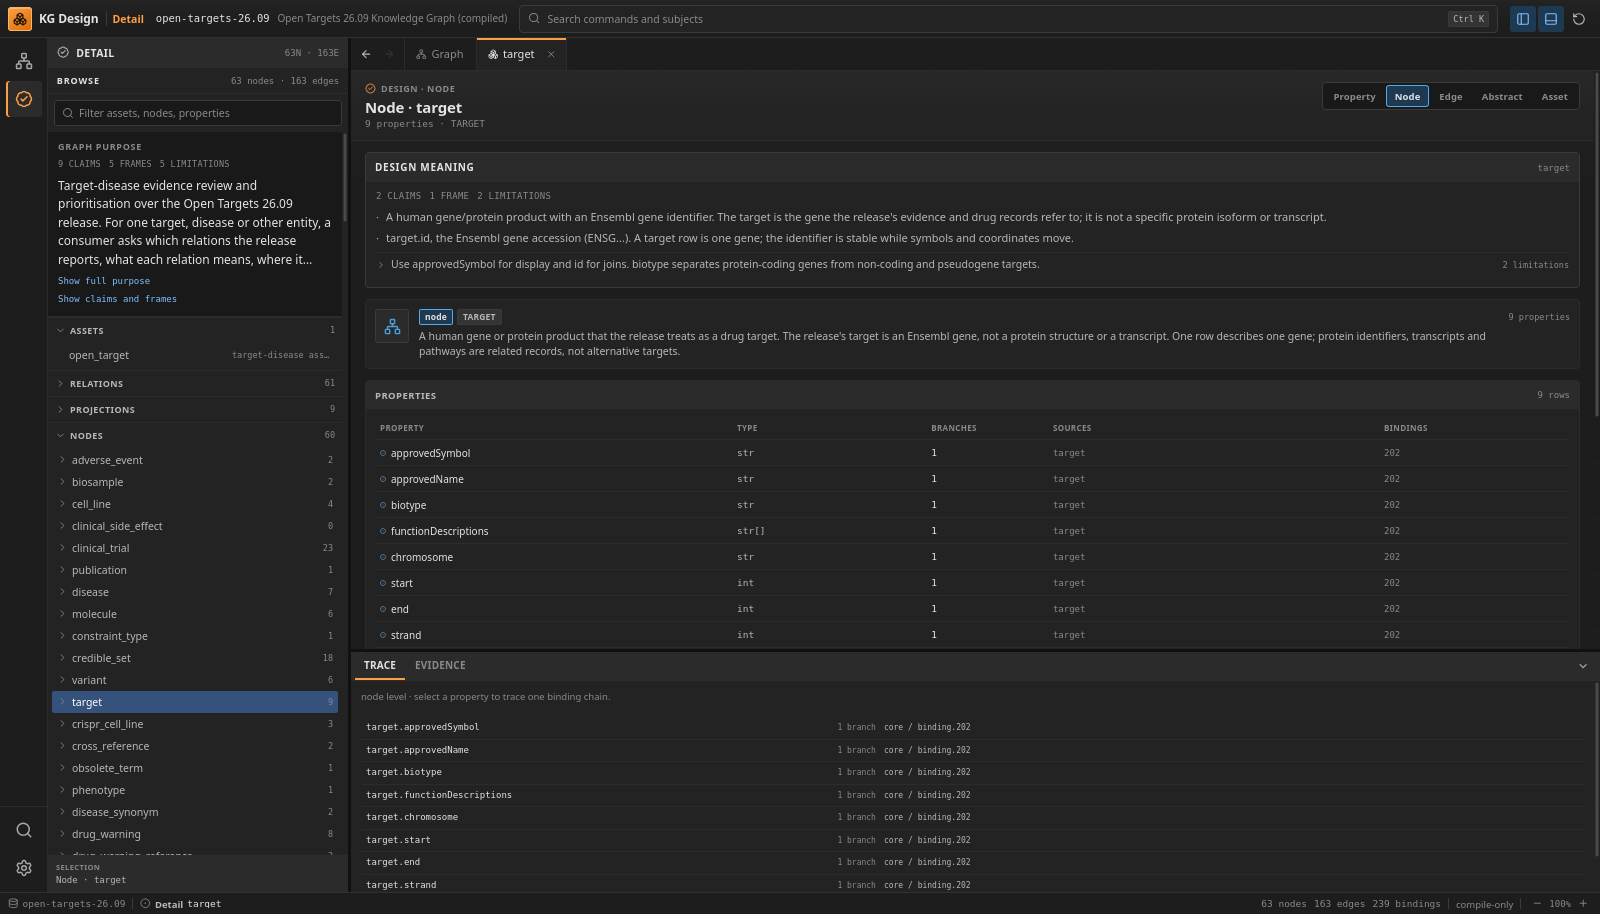 KG Design Detail open-targets-26.09 Open Targets 26.09 Knowledge Graph (compiled)
Search commands and subjects Ctrl K
DETAIL 63N · 163E
BROWSE 63 nodes · 163 edges
Filter assets, nodes, properties
GRAPH PURPOSE
9 CLAIMS 5 FRAMES 5 LIMITATIONS
Target-disease evidence review and
prioritisation over the Open Targets 26.09
release. For one target, disease or other entity, a
consumer asks which relations the release
reports, what each relation means, where it...
Show full purpose
Show claims and frames
ASSETS 1
open_target target-disease ass...
RELATIONS 61
PROJECTIONS 9
NODES 60
adverse_event 2
biosample 2
cell_line 4
clinical_side_effect 0
clinical_trial 23
publication 1
disease 7
molecule 6
constraint_type 1
credible_set 18
variant 6
target 9
crispr_cell_line 3
cross_reference 2
obsolete_term 1
phenotype 1
disease_synonym 2
drug_warning 8
SELECTION
Node · target
Graph
target
DESIGN · NODE
Node · target
9 properties · TARGET
Property Node Edge Abstract Asset
DESIGN MEANING target
2 CLAIMS 1 FRAME 2 LIMITATIONS
· A human gene/protein product with an Ensembl gene identifier. The target is the gene the release's evidence and drug records refer to; it is not a specific protein isoform or transcript.
· target.id, the Ensembl gene accession (ENSG...). A target row is one gene; the identifier is stable while symbols and coordinates move.
Use approvedSymbol for display and id for joins. biotype separates protein-coding genes from non-coding and pseudogene targets. 2 limitations
node TARGET 9 properties
A human gene or protein product that the release treats as a drug target. The release's target is an Ensembl gene, not a protein structure or a transcript. One row describes one gene; protein identifiers, transcripts and
pathways are related records, not alternative targets.
PROPERTIES 9 rows
PROPERTY TYPE BRANCHES SOURCES BINDINGS
approvedSymbol str 1 target 202
approvedName str 1 target 202
biotype str 1 target 202
functionDescriptions str[] 1 target 202
chromosome str 1 target 202
start int 1 target 202
end int 1 target 202
strand int 1 target 202
TRACE EVIDENCE
node level · select a property to trace one binding chain.
target.approvedSymbol 1 branch core / binding.202
target.approvedName 1 branch core / binding.202
target.biotype 1 branch core / binding.202
target.functionDescriptions 1 branch core / binding.202
target.chromosome 1 branch core / binding.202
target.start 1 branch core / binding.202
target.end 1 branch core / binding.202
target.strand 1 branch core / binding.202
open-targets-26.09 Detail target
63 nodes 163 edges 239 bindings compile-only 100%